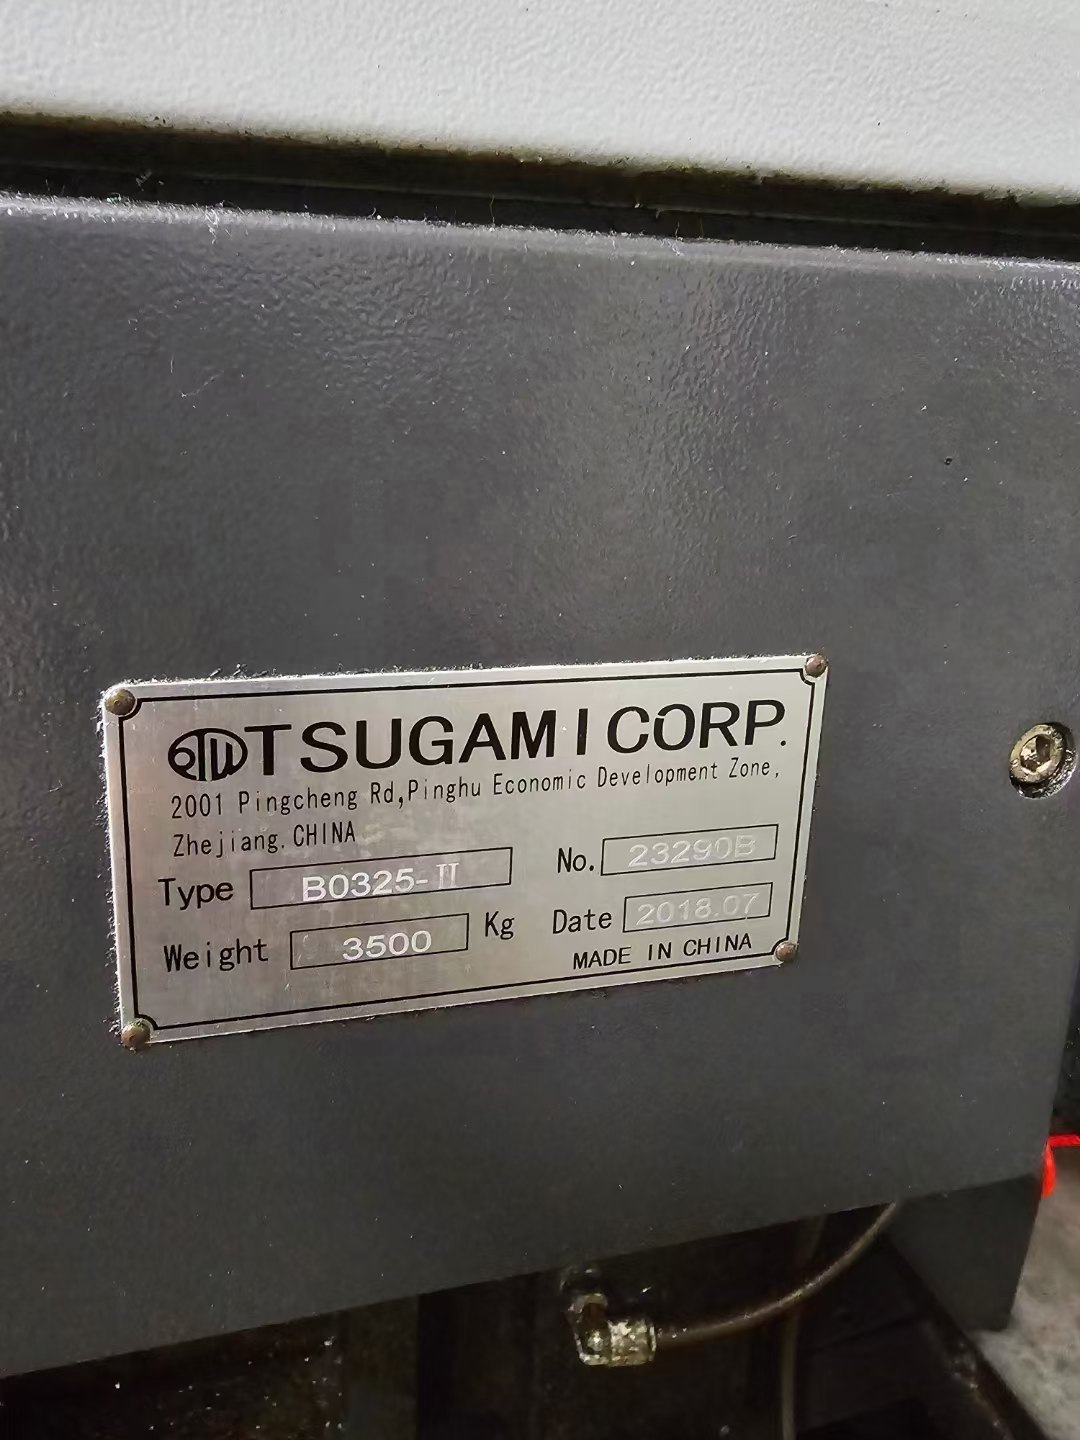 TSUGAMI CORP.
2001 Pingcheng Rd,Pinghu Economic Development Zone,
Zhejiang.CHINA
Type B0325-II No. 23290B
Weight 3500 Kg Date 2018.07
MADE IN CHINA